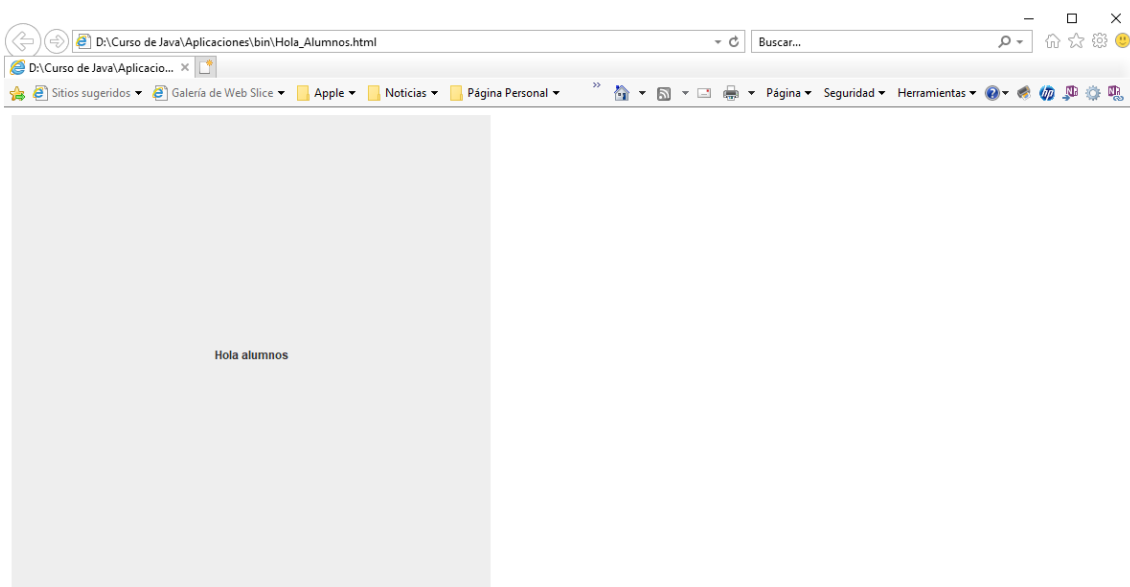 D:\Curso de Java\Aplicaciones\bin\Hola_Alumnos.html Buscar...
D:\Curso de Java\Aplicacio...
Sitios sugeridos Galería de Web Slice Apple Noticias Página Personal » Página Seguridad Herramientas
Hola alumnos